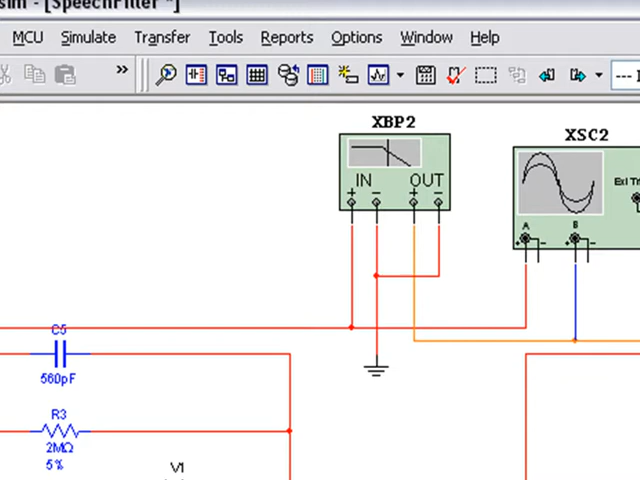 sim - [SpeechFilter *]
MCU Simulate Transfer Tools Reports Options Window Help
»
---
XBP2
IN OUT
+ − + −
XSC2
Ext Tr
A B
+ − + −
C5
560pF
R3
2MΩ
5%
V1